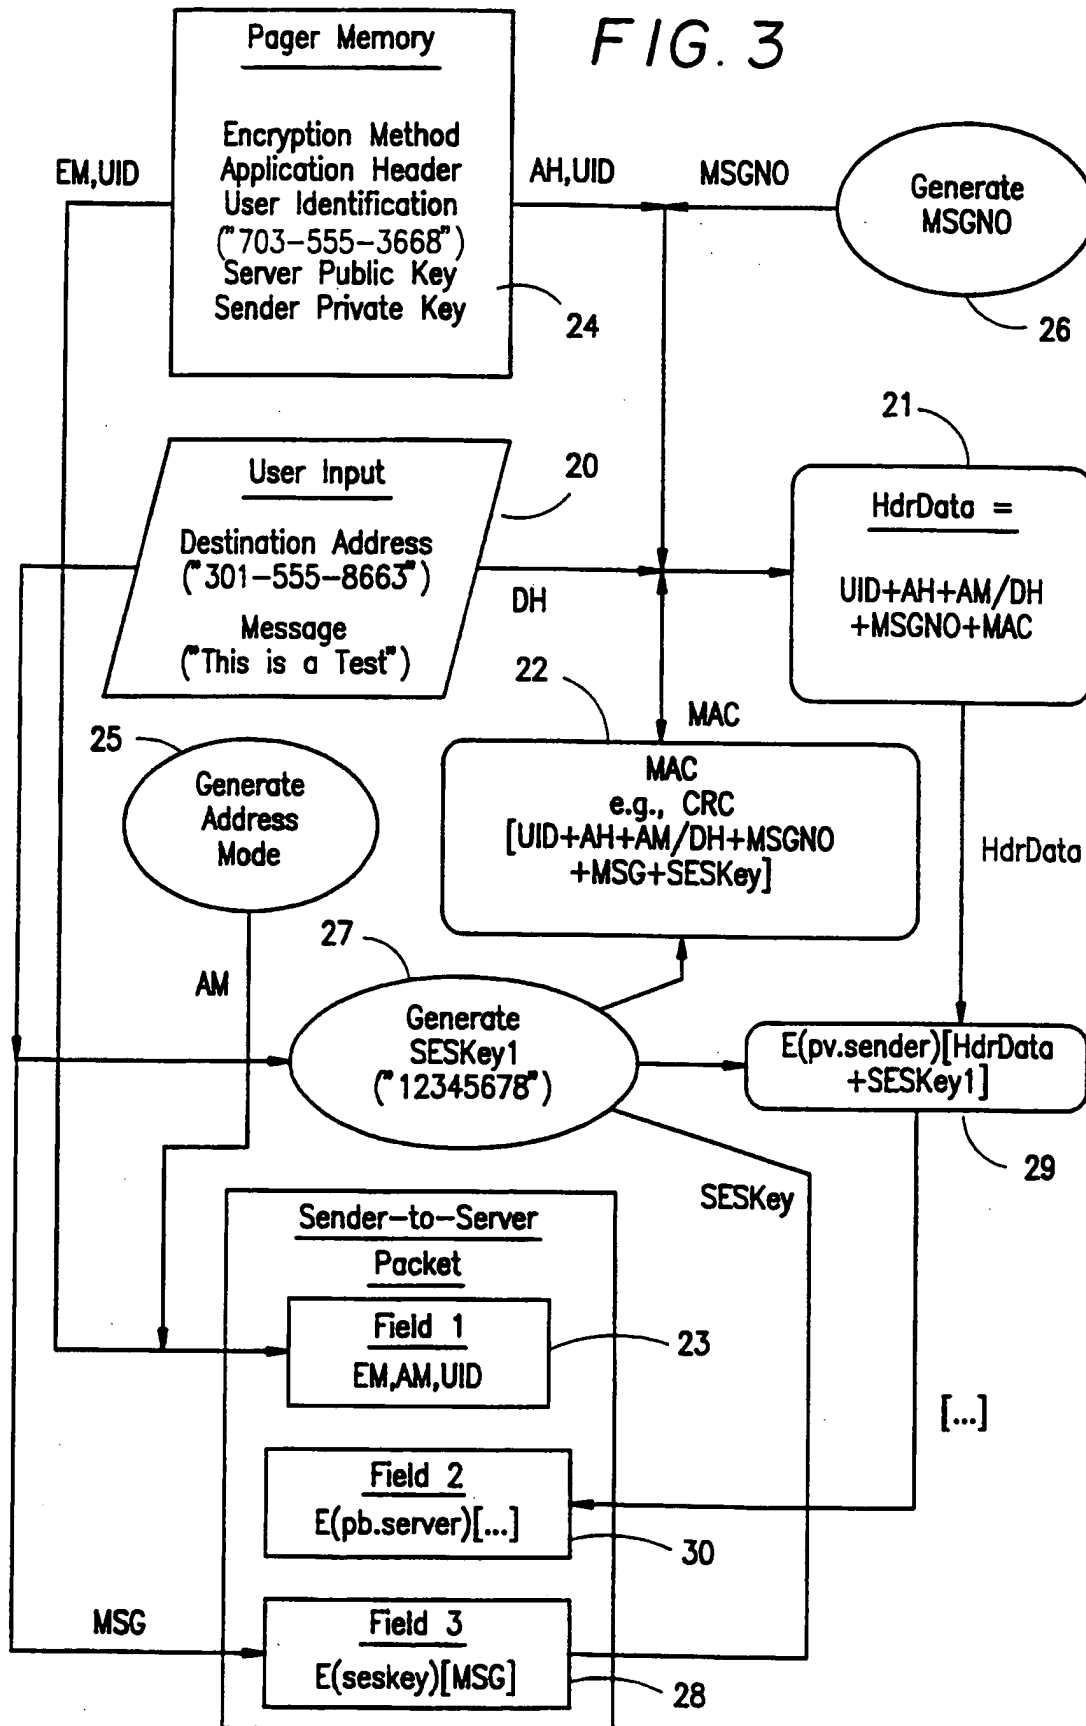 FIG. 3
Pager Memory
Encryption Method
Application Header
User Identification
("703-555-3668")
Server Public Key
Sender Private Key
24
EM,UID
AH,UID
MSGNO
Generate
MSGNO
26
21
User Input
Destination Address
("301-555-8663")
Message
("This is a Test")
20
DH
HdrData =
UID+AH+AM/DH
+MSGNO+MAC
22
MAC
MAC
e.g., CRC
[UID+AH+AM/DH+MSGNO
+MSG+SESKey]
HdrData
25
Generate
Address
Mode
AM
27
Generate
SESKey1
("12345678")
E(pv.sender)[HdrData
+SESKey1]
29
SESKey
Sender-to-Server
Packet
Field 1
EM,AM,UID
23
[...]
Field 2
E(pb.server)[...]
30
MSG
Field 3
E(seskey)[MSG]
28